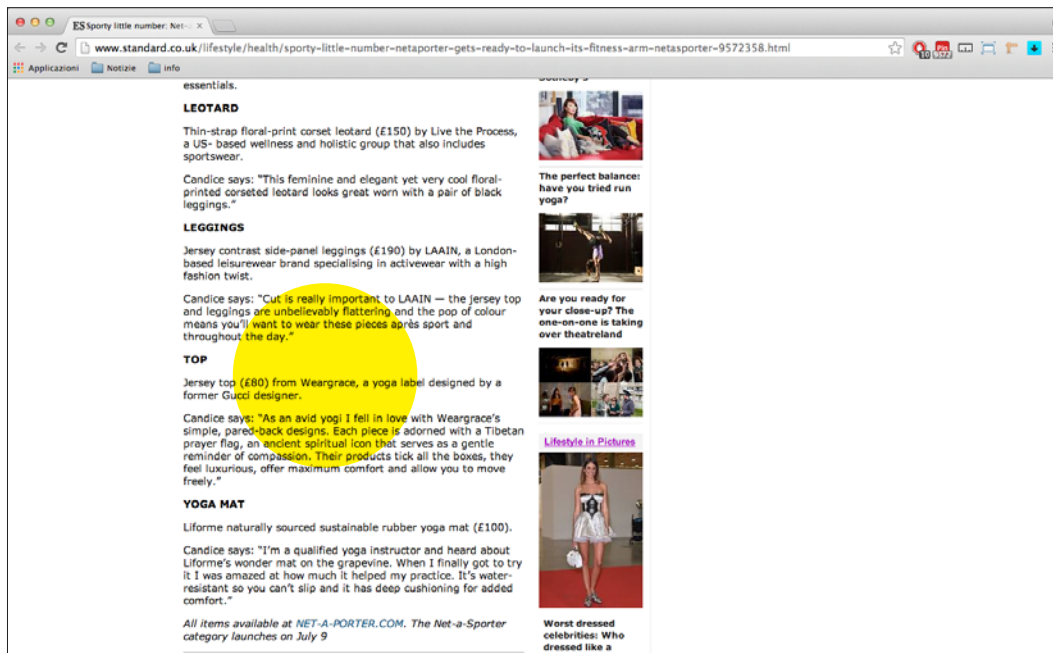 ES Sporty little number: Net-
www.standard.co.uk/lifestyle/health/sporty-little-number-netaporter-gets-ready-to-launch-its-fitness-arm-netasporter-9572358.html
Applicazioni
Notizie
info
essentials.
LEOTARD
Thin-strap floral-print corset leotard (£150) by Live the Process,
a US- based wellness and holistic group that also includes
sportswear.
Candice says: “This feminine and elegant yet very cool floral-
printed corseted leotard looks great worn with a pair of black
leggings.”
LEGGINGS
Jersey contrast side-panel leggings (£190) by LAAIN, a London-
based leisurewear brand specialising in activewear with a high
fashion twist.
Candice says: “Cut is really important to LAAIN — the jersey top
and leggings are unbelievably flattering and the pop of colour
means you’ll want to wear these pieces après sport and
throughout the day.”
TOP
Jersey top (£80) from Weargrace, a yoga label designed by a
former Gucci designer.
Candice says: “As an avid yogi I fell in love with Weargrace’s
simple, pared-back designs. Each piece is adorned with a Tibetan
prayer flag, an ancient spiritual icon that serves as a gentle
reminder of compassion. Their products tick all the boxes, they
feel luxurious, offer maximum comfort and allow you to move
freely.”
YOGA MAT
Liforme naturally sourced sustainable rubber yoga mat (£100).
Candice says: “I’m a qualified yoga instructor and heard about
Liforme’s wonder mat on the grapevine. When I finally got to try
it I was amazed at how much it helped my practice. It’s water-
resistant so you can’t slip and it has deep cushioning for added
comfort.”
All items available at NET-A-PORTER.COM. The Net-a-Sporter
category launches on July 9
The perfect balance:
have you tried run
yoga?
Are you ready for
your close-up? The
one-on-one is taking
over theatreland
Lifestyle in Pictures
Worst dressed
celebrities: Who
dressed like a